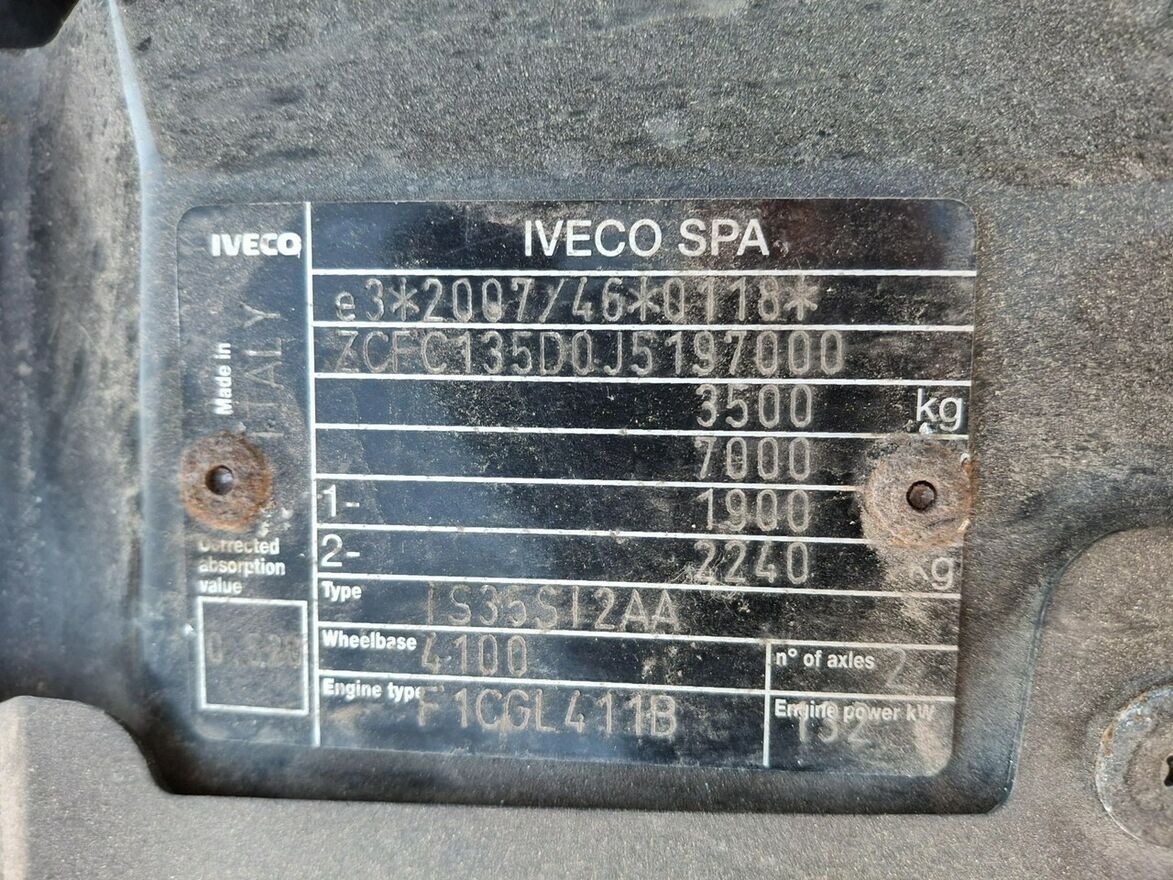 IVECO
IVECO SPA
e3*2007/46*0118*
ZCFC135D0J5197000
3500 kg
7000
1- 1900
2- 2240 kg
Made in ITALY
Corrected
absorption
value
Type IS35SI2AA
Wheelbase 4100
n° of axles 2
Engine type F1CGL411B
Engine power kW 132